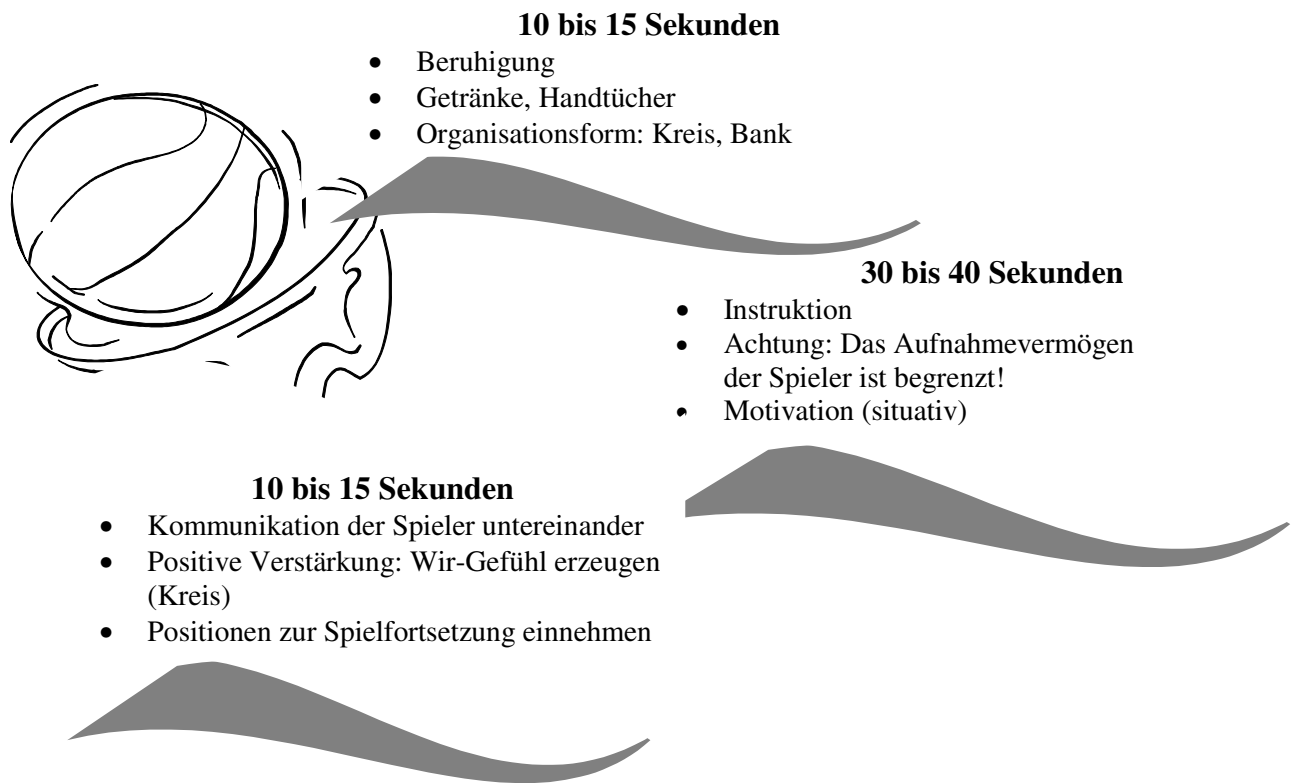 10 bis 15 Sekunden
• Beruhigung
• Getränke, Handtücher
• Organisationsform: Kreis, Bank
30 bis 40 Sekunden
• Instruktion
• Achtung: Das Aufnahmevermögen
der Spieler ist begrenzt!
• Motivation (situativ)
10 bis 15 Sekunden
• Kommunikation der Spieler untereinander
• Positive Verstärkung: Wir-Gefühl erzeugen
(Kreis)
• Positionen zur Spielfortsetzung einnehmen